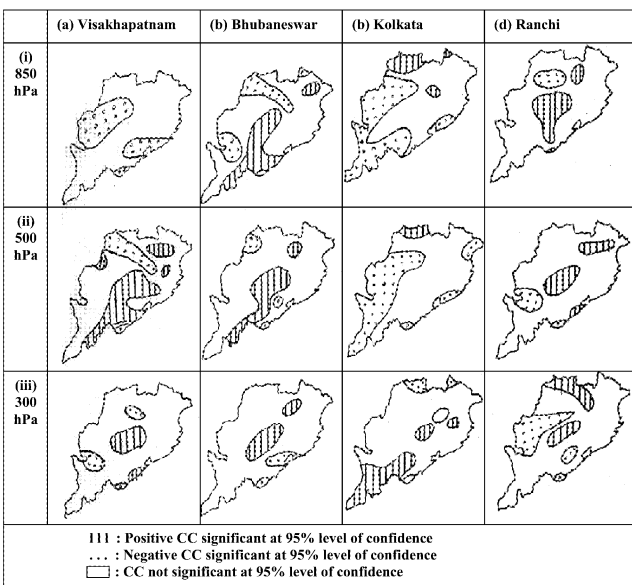 (a) Visakhapatnam (b) Bhubaneswar (b) Kolkata (d) Ranchi
(i)
850
hPa
(ii)
500
hPa
(iii)
300
hPa
: Positive CC significant at 95% level of confidence
... : Negative CC significant at 95% level of confidence
: CC not significant at 95% level of confidence